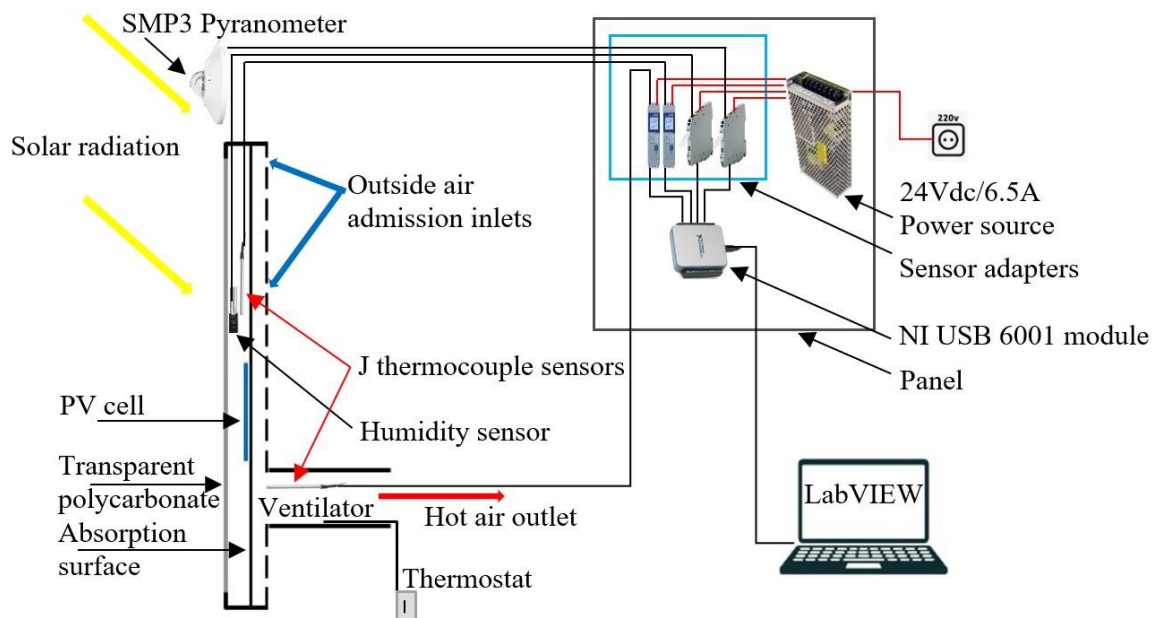 SMP3 Pyranometer
Solar radiation
Outside air
admission inlets
J thermocouple sensors
PV cell
Humidity sensor
Transparent
polycarbonate
Ventilator
Hot air outlet
Absorption
surface
Thermostat
220v
24Vdc/6.5A
Power source
Sensor adapters
NI USB 6001 module
Panel
LabVIEW